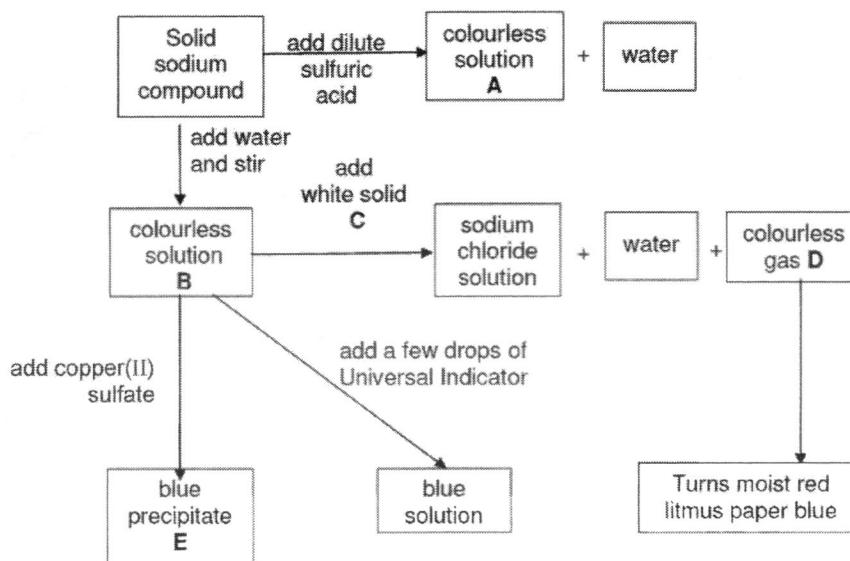 Solid
sodium
compound
add dilute
sulfuric
acid
colourless
solution
A
+
water
add water
and stir
add
white solid
C
colourless
solution
B
sodium
chloride
solution
+
water
+
colourless
gas D
add copper(II)
sulfate
add a few drops of
Universal Indicator
blue
precipitate
E
blue
solution
Turns moist red
litmus paper blue